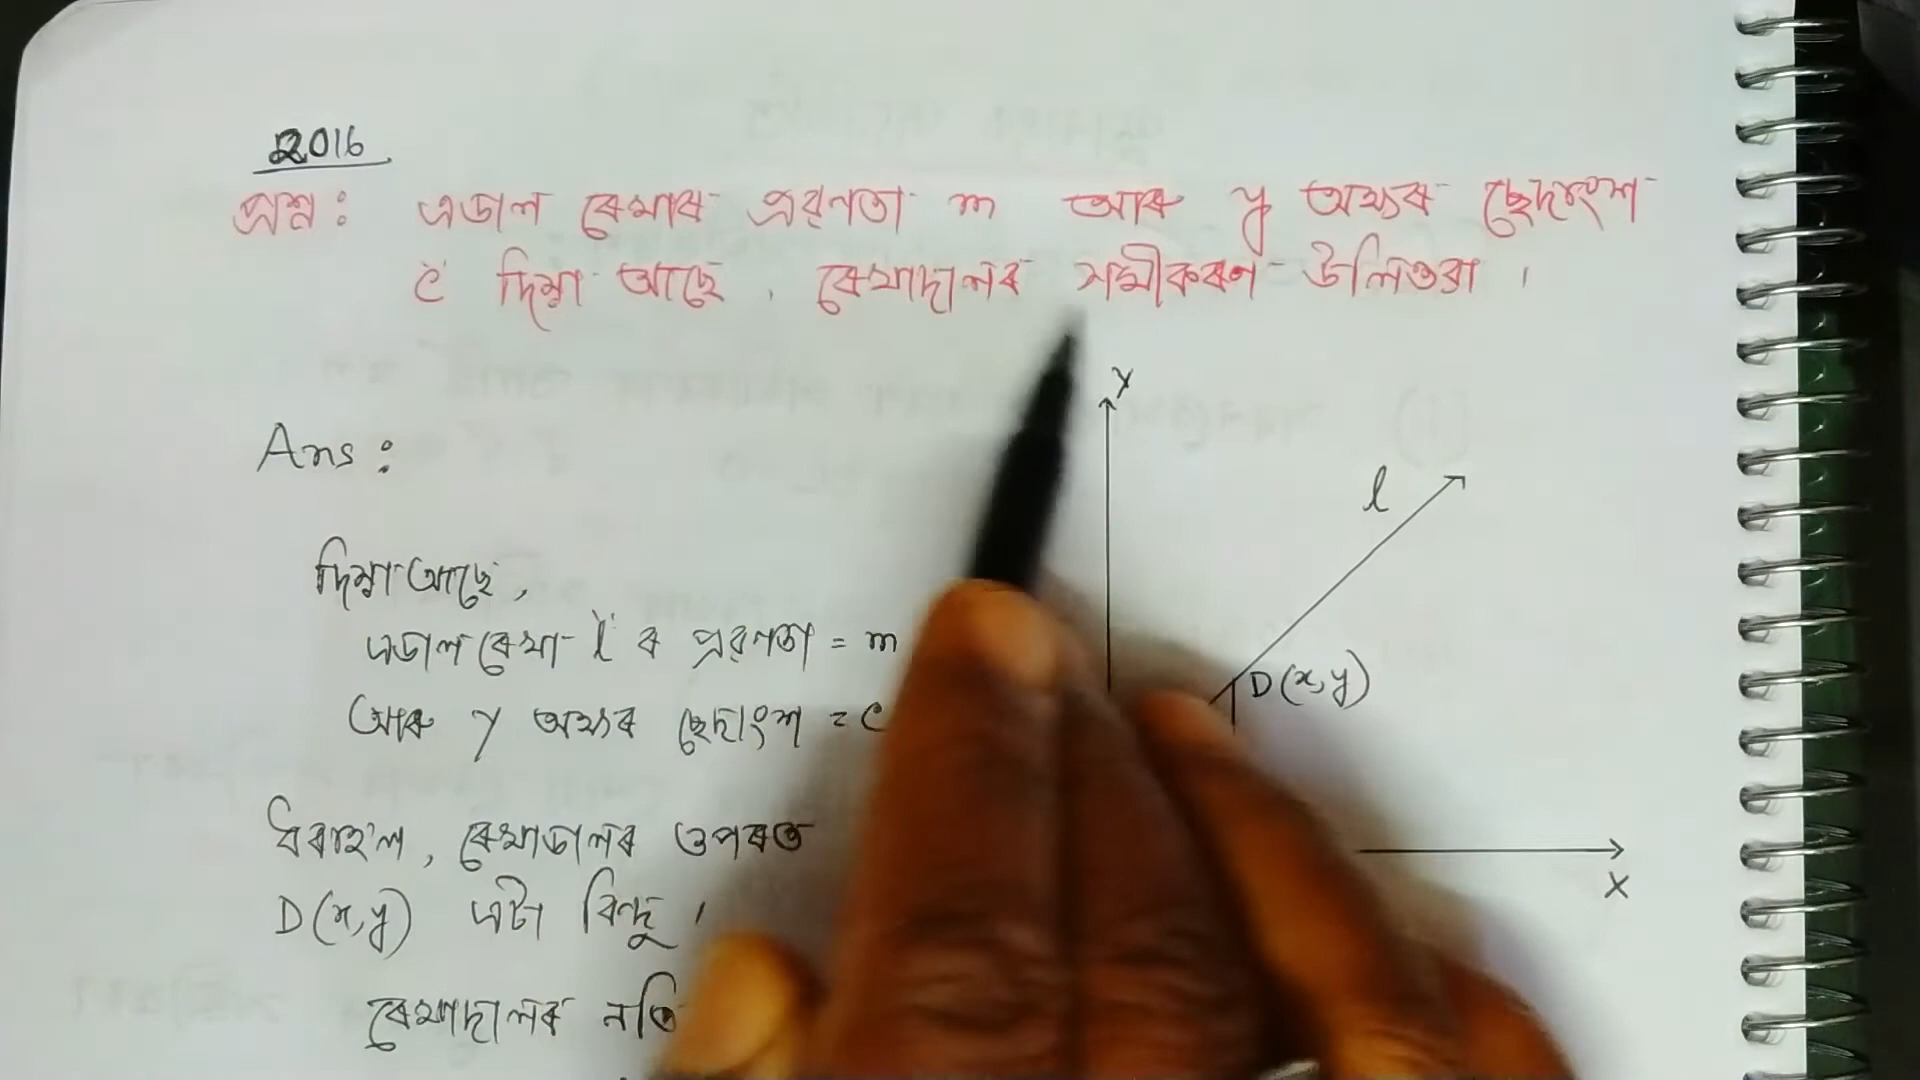 2016
প্ৰশ্ন: এডাল ৰেখাৰ প্ৰৱণতা m আৰু y অক্ষৰ ছেদাংশ
c দিয়া আছে, ৰেখাডালৰ সমীকৰণ উলিওৱা ।
Y
Ans:
l
দিয়া আছে,
এডাল ৰেখা l ৰ প্ৰৱণতা = m
D(x,y)
আৰু y অক্ষৰ ছেদাংশ = c
ধৰাহ'ল, ৰেখাডালৰ ওপৰত
X
D(x,y) এটা বিন্দু ।
ৰেখাডালৰ নতি